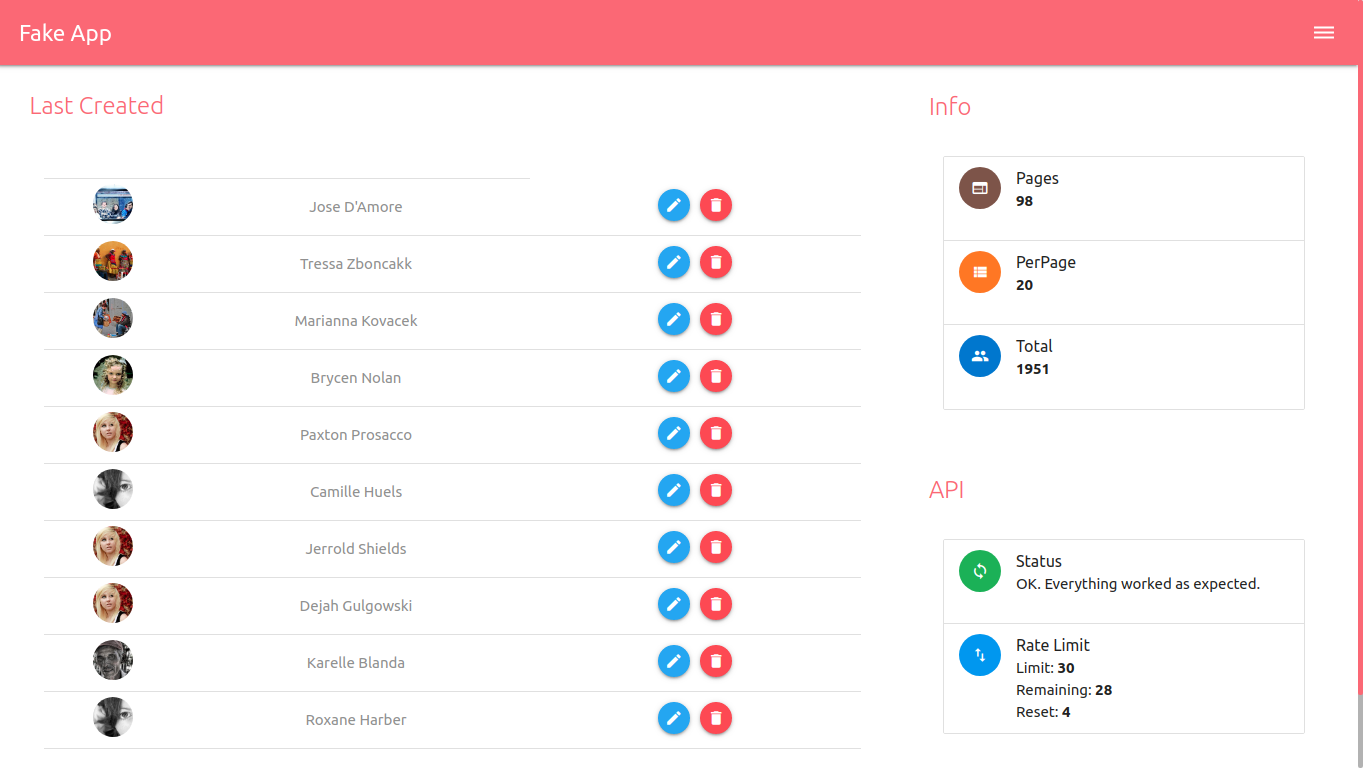 Fake App
Last Created
Jose D'Amore
Tressa Zboncakk
Marianna Kovacek
Brycen Nolan
Paxton Prosacco
Camille Huels
Jerrold Shields
Dejah Gulgowski
Karelle Blanda
Roxane Harber
Info
Pages
98
PerPage
20
Total
1951
API
Status
OK. Everything worked as expected.
Rate Limit
Limit: 30
Remaining: 28
Reset: 4